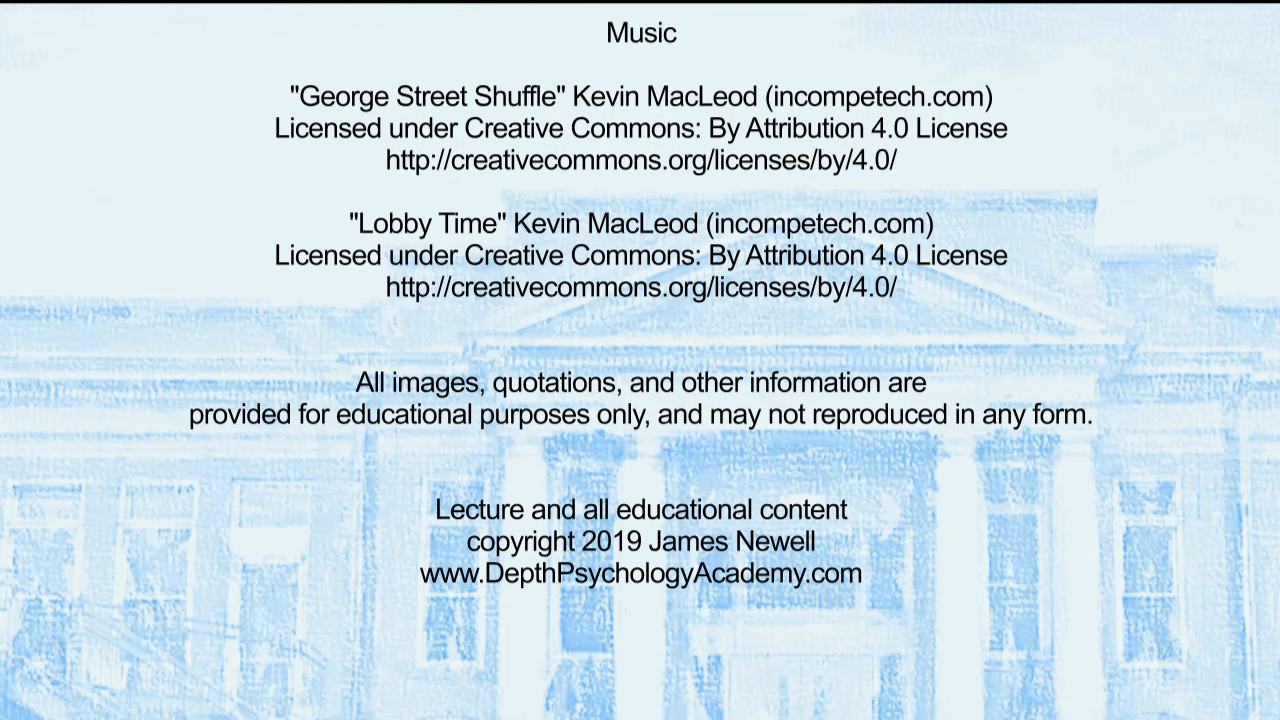 Music
"George Street Shuffle" Kevin MacLeod (incompetech.com)
Licensed under Creative Commons: By Attribution 4.0 License
http://creativecommons.org/licenses/by/4.0/
"Lobby Time" Kevin MacLeod (incompetech.com)
Licensed under Creative Commons: By Attribution 4.0 License
http://creativecommons.org/licenses/by/4.0/
All images, quotations, and other information are
provided for educational purposes only, and may not reproduced in any form.
Lecture and all educational content
copyright 2019 James Newell
www.DepthPsychologyAcademy.com